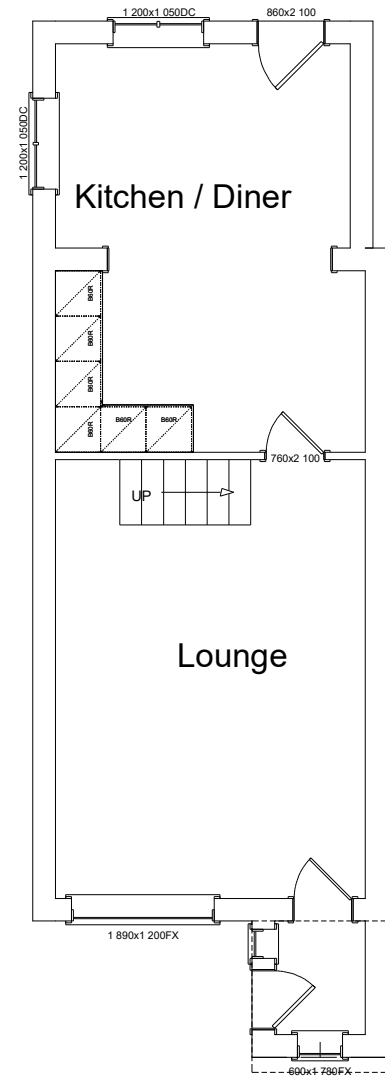 1 200x1 050DC
860x2 100
1 200x1 050DC
Kitchen / Diner
B60R
B60R
B60R
B60R
B60R
B60R
760x2 100
UP
Lounge
1 890x1 200FX
600x1 780FX